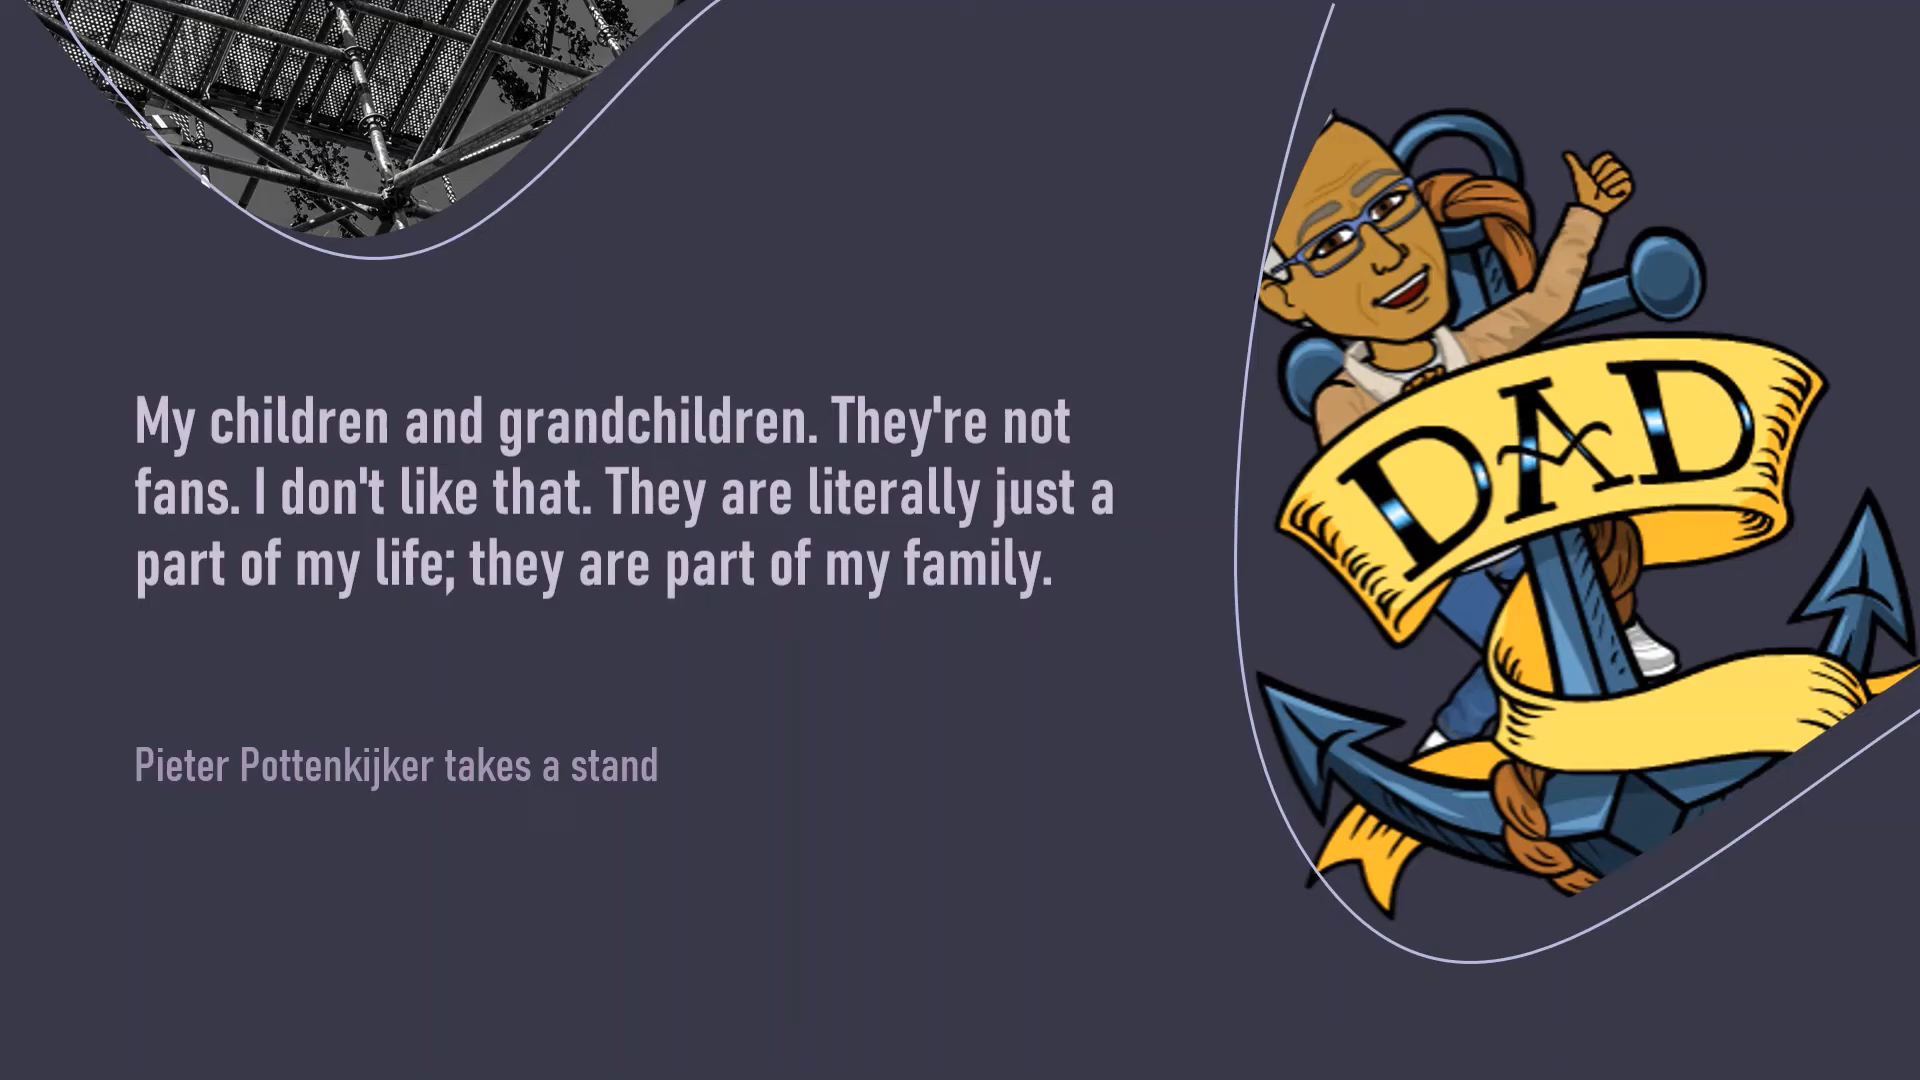 My children and grandchildren. They're not
fans. I don't like that. They are literally just a
part of my life; they are part of my family.
Pieter Pottenkijker takes a stand
DAD